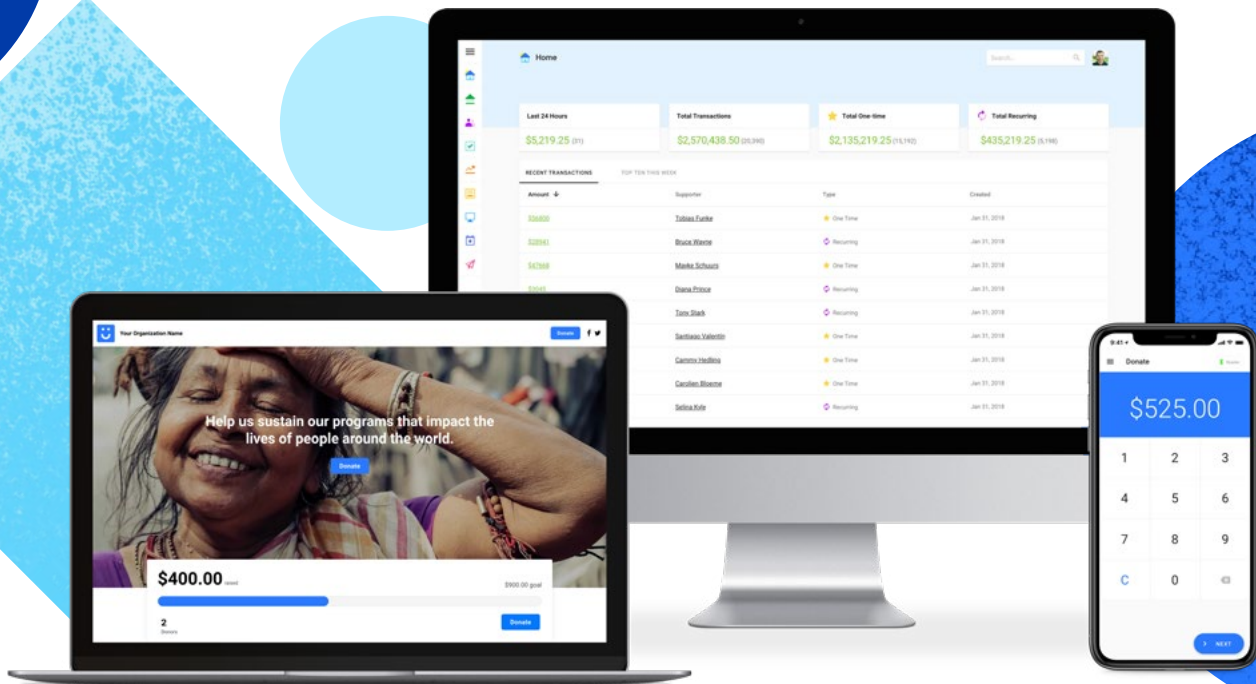 Home
Search...
Last 24 Hours
$5,219.25 (31)
Total Transactions
$2,570,438.50 (20,390)
Total One-time
$2,135,219.25 (15,192)
Total Recurring
$435,219.25 (5,198)
RECENT TRANSACTIONS TOP TEN THIS WEEK
Amount Supporter Type Created
Tobias Funke One Time Jan 31, 2018
Bruce Wayne Recurring Jan 31, 2018
Mayke Schuurs One Time Jan 31, 2018
Diana Prince Recurring Jan 31, 2018
Tony Stark Recurring Jan 31, 2018
Santiago Valentin One Time Jan 31, 2018
Cammy Hedling One Time Jan 31, 2018
Carolien Bloeme One Time Jan 31, 2018
Selina Kyle Recurring Jan 31, 2018
Your Organization Name
Donate
Help us sustain our programs that impact the
lives of people around the world.
Donate
$400.00 raised
$900.00 goal
2
Donors
Donate
9:41
Donate
$525.00
1 2 3
4 5 6
7 8 9
C 0
NEXT